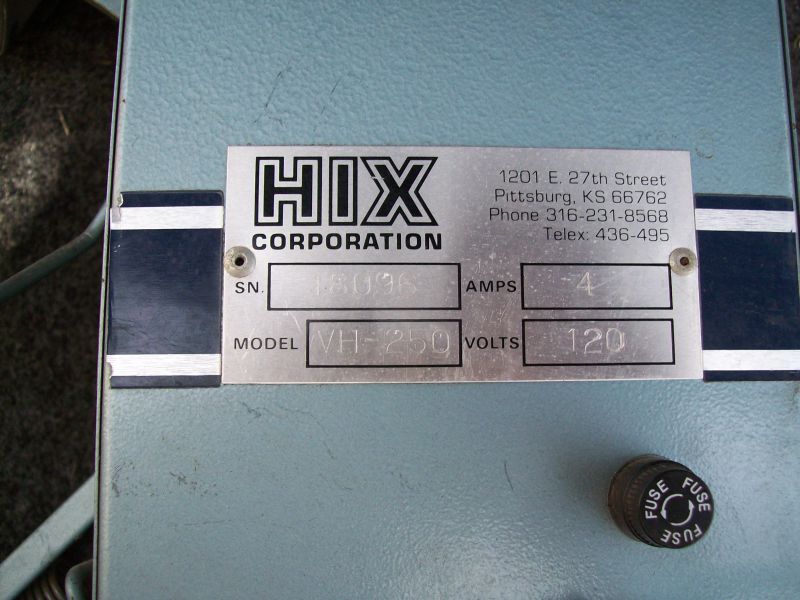 HIX
CORPORATION
1201 E. 27th Street
Pittsburg, KS 66762
Phone 316-231-8568
Telex: 436-495
SN. 18096 AMPS 4
MODEL VH-250 VOLTS 120
FUSE FUSE FUSE